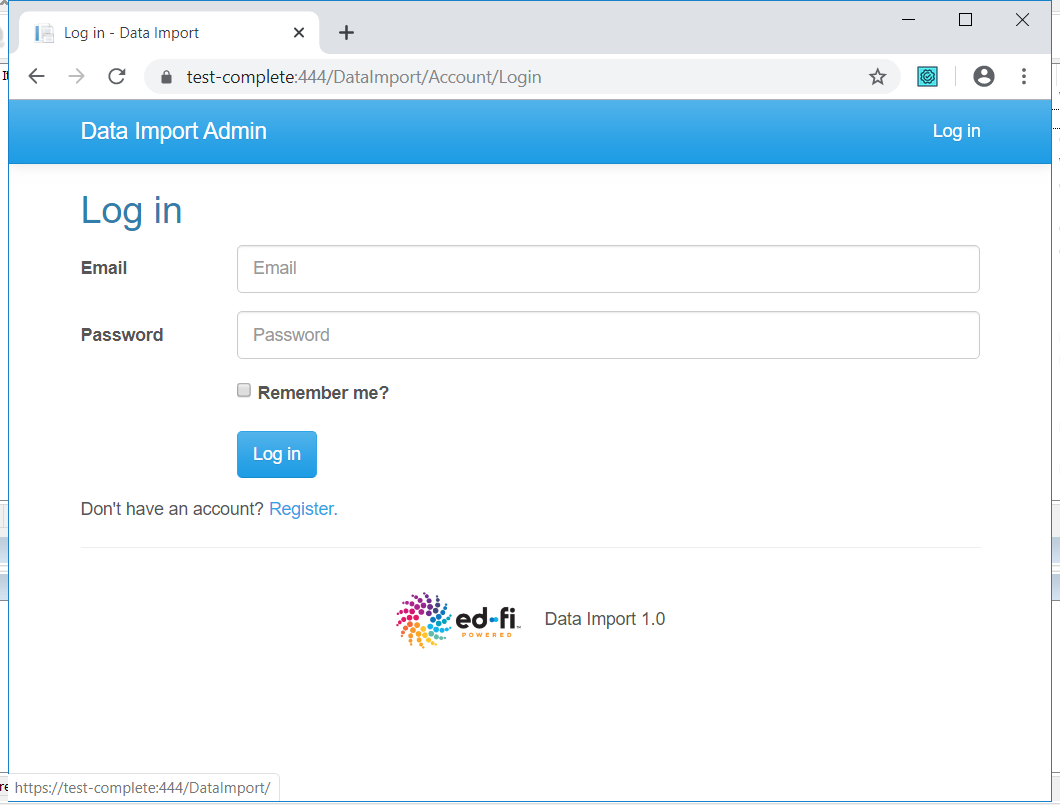 Log in - Data Import
test-complete:444/DataImport/Account/Login
Data Import Admin
Log in
Log in
Email
Email
Password
Password
Remember me?
Log in
Don't have an account? Register.
ed-fi
POWERED
Data Import 1.0
https://test-complete:444/DataImport/